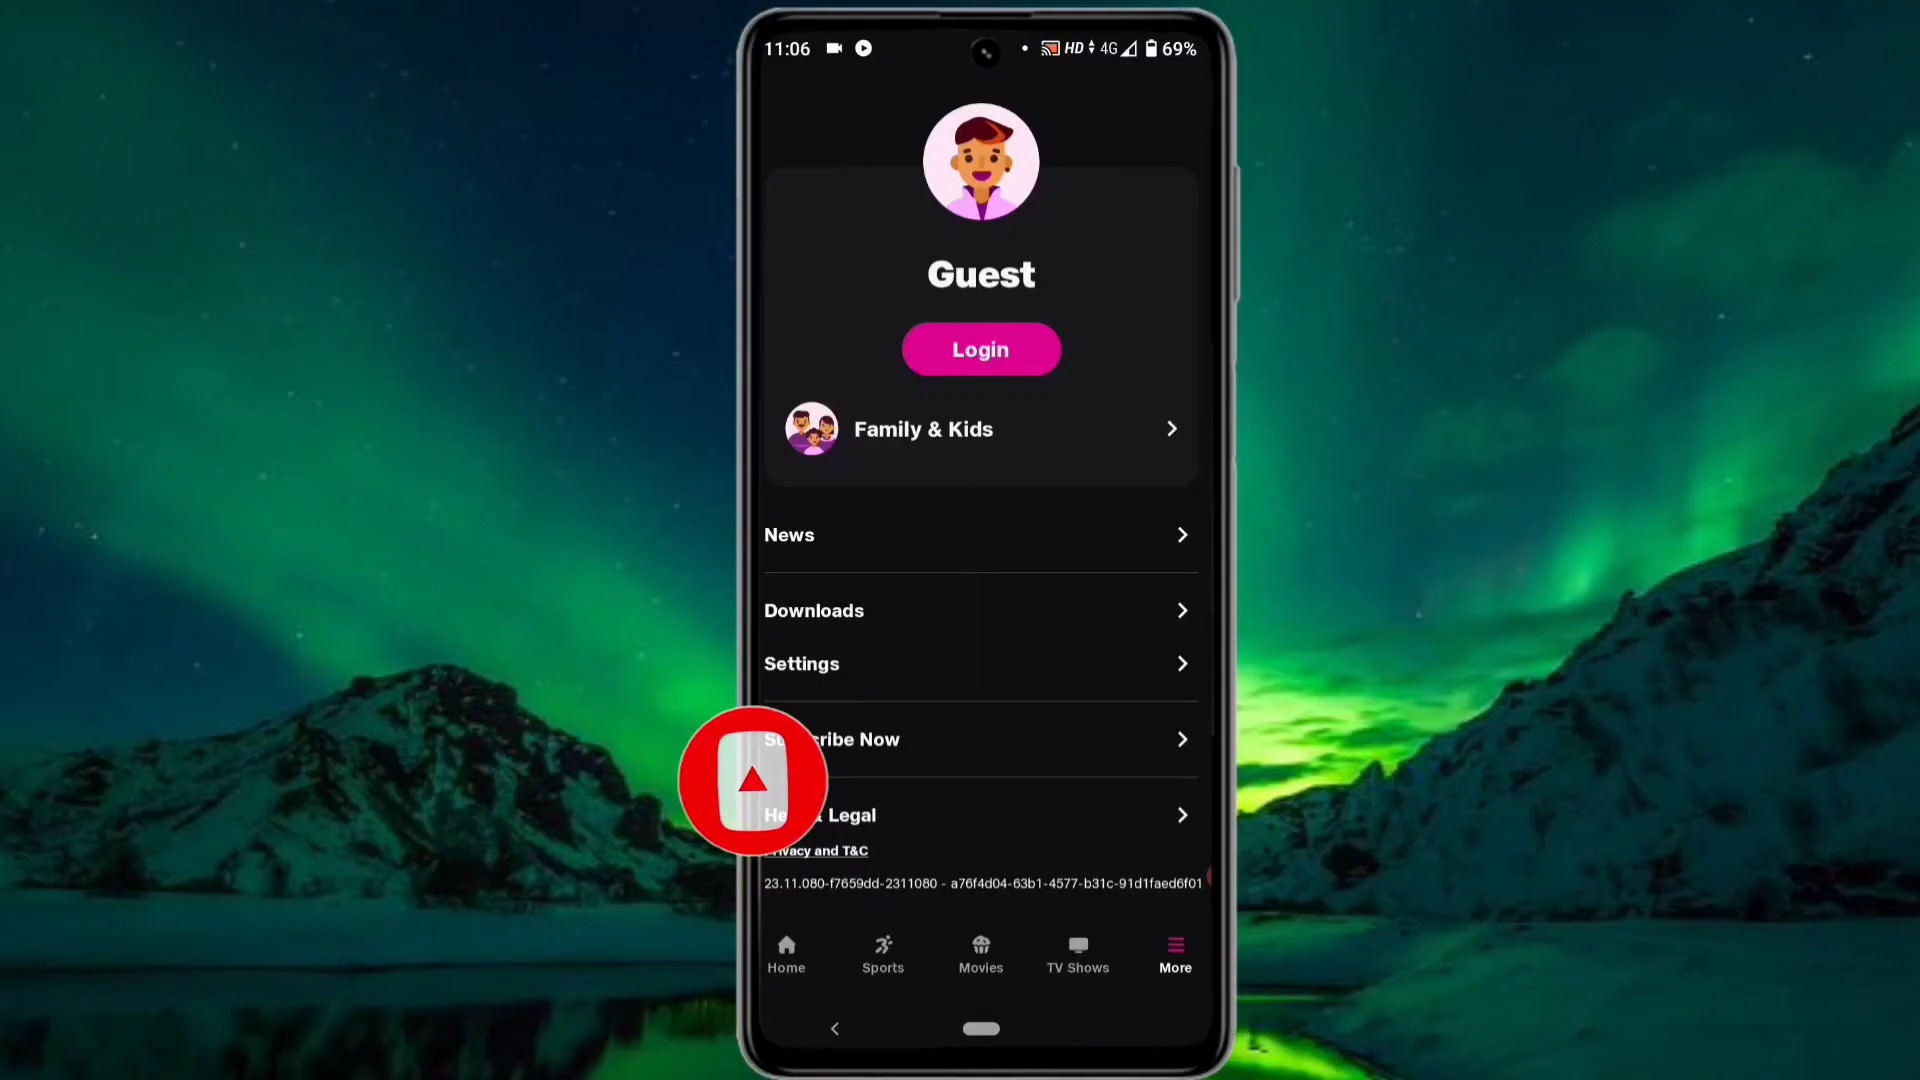 11:06 HD 4G 69%
Guest
Login
Family & Kids
News
Downloads
Settings
Subscribe Now
Help & Legal
Privacy and T&C
23.11.080-f7659dd-2311080 - a76f4d04-63b1-4577-b31c-91d1faed6f01
Home Sports Movies TV Shows More